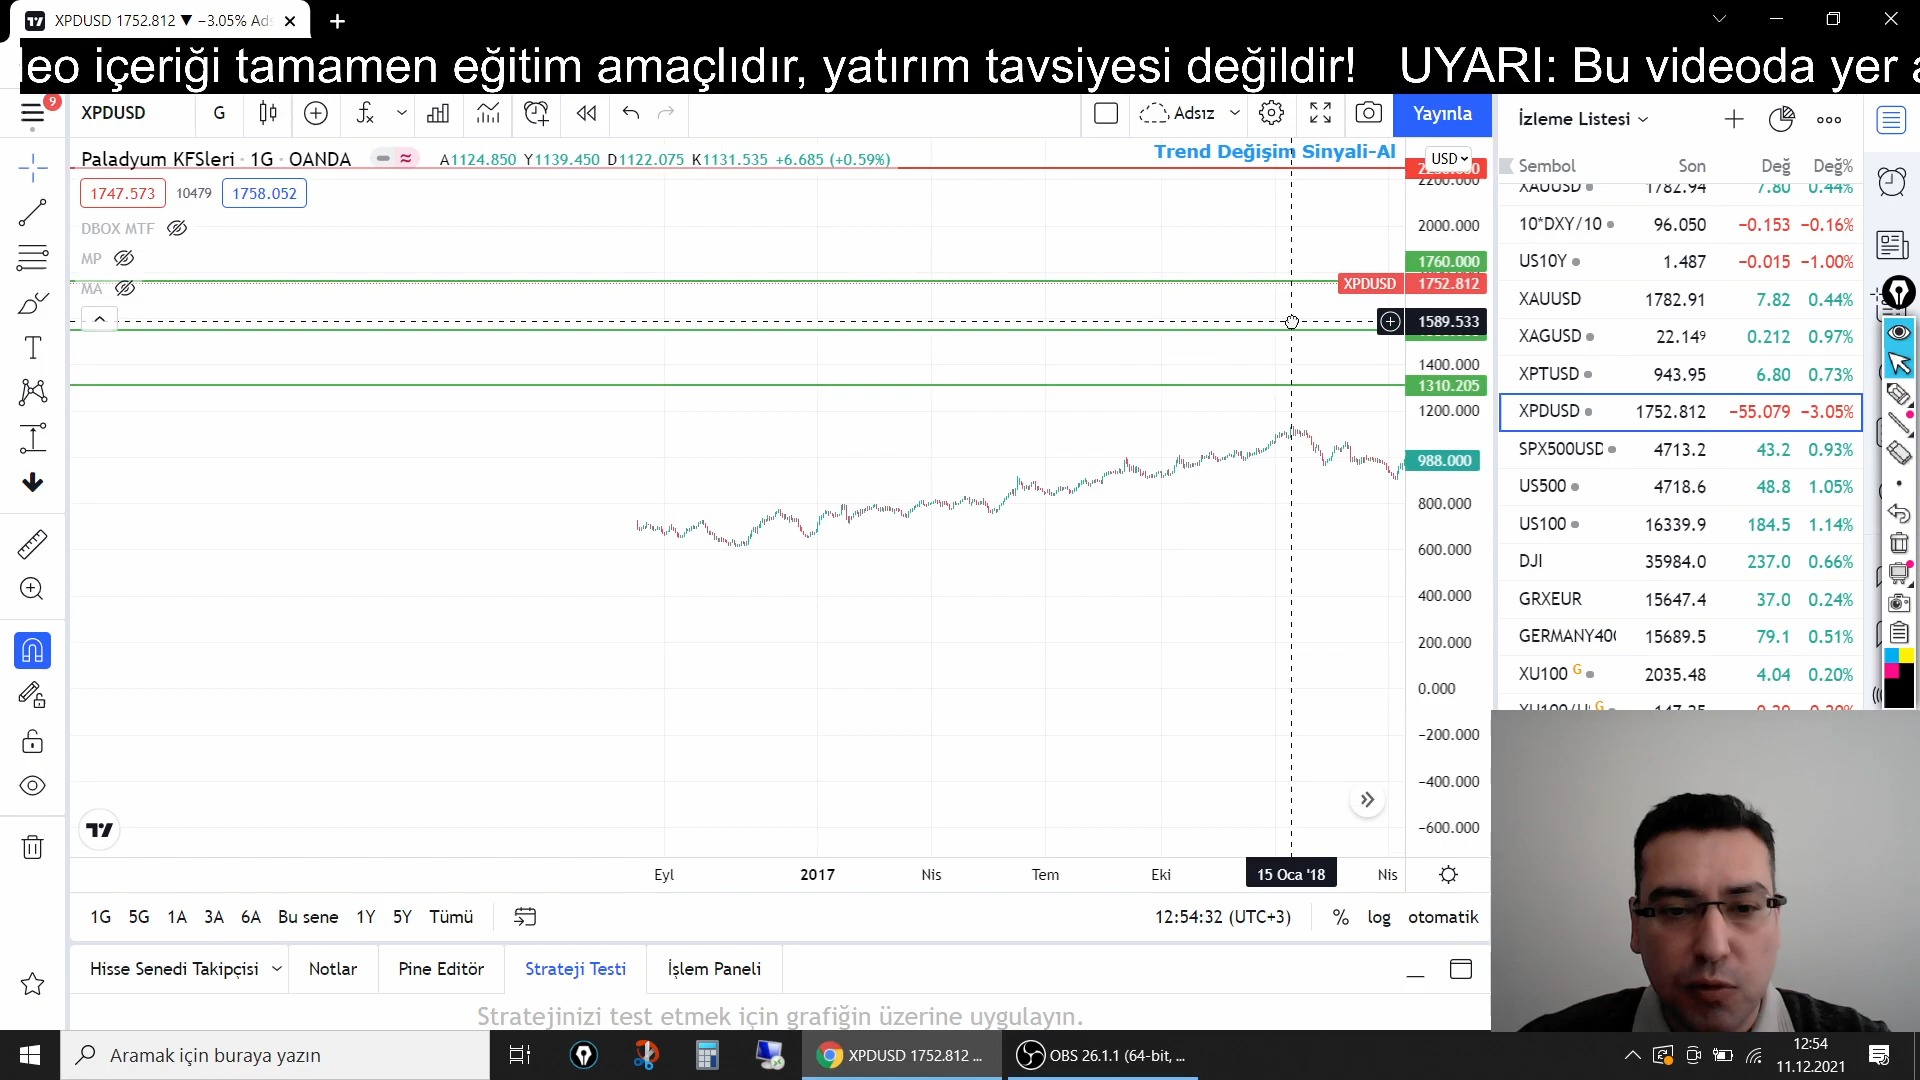 XPDUSD 1752.812 ▼ −3.05% Ads
eo içeriği tamamen eğitim amaçlıdır, yatırım tavsiyesi değildir! UYARI: Bu videoda yer
9
XPDUSD
G
Adsız
Yayınla
İzleme Listesi
Paladyum KFSleri · 1G · OANDA
A1124.850 Y1139.450 D1122.075 K1131.535 +6.685 (+0.59%)
Trend Değişim Sinyali-Al
USD
1747.573
10479
1758.052
DBOX MTF
MP
MA
2200.000
2000.000
1760.000
XPDUSD 1752.812
1589.533
1400.000
1310.205
1200.000
988.000
800.000
600.000
400.000
200.000
0.000
−200.000
−400.000
−600.000
Eyl 2017 Nis Tem Eki 15 Oca '18 Nis
1G 5G 1A 3A 6A Bu sene 1Y 5Y Tümü
12:54:32 (UTC+3) % log otomatik
Hisse Senedi Takipçisi Notlar Pine Editör Strateji Testi İşlem Paneli
Stratejinizi test etmek için grafiğin üzerine uygulayın.
Sembol Son Değ Değ%
XAUUSD 1782.94 7.80 0.44%
10*DXY/10 96.050 −0.153 −0.16%
US10Y 1.487 −0.015 −1.00%
XAUUSD 1782.91 7.82 0.44%
XAGUSD 22.14⁹ 0.212 0.97%
XPTUSD 943.95 6.80 0.73%
XPDUSD 1752.812 −55.079 −3.05%
SPX500USD 4713.2 43.2 0.93%
US500 4718.6 48.8 1.05%
US100 16339.9 184.5 1.14%
DJI 35984.0 237.0 0.66%
GRXEUR 15647.4 37.0 0.24%
GERMANY40 15689.5 79.1 0.51%
XU100 G 2035.48 4.04 0.20%
Aramak için buraya yazın
XPDUSD 1752.812 ...
OBS 26.1.1 (64-bit, ...
12:54
11.12.2021